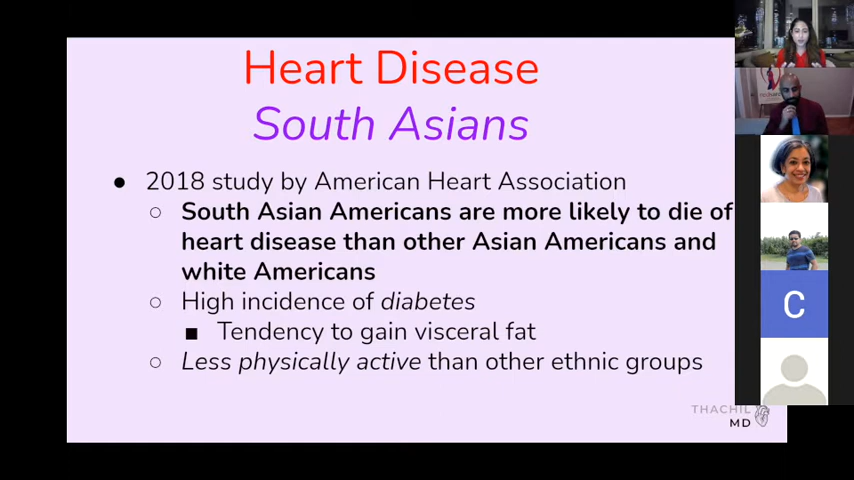 Heart Disease
South Asians
● 2018 study by American Heart Association
○ South Asian Americans are more likely to die of
heart disease than other Asian Americans and
white Americans
○ High incidence of diabetes
■ Tendency to gain visceral fat
○ Less physically active than other ethnic groups
THACHIL
MD
C